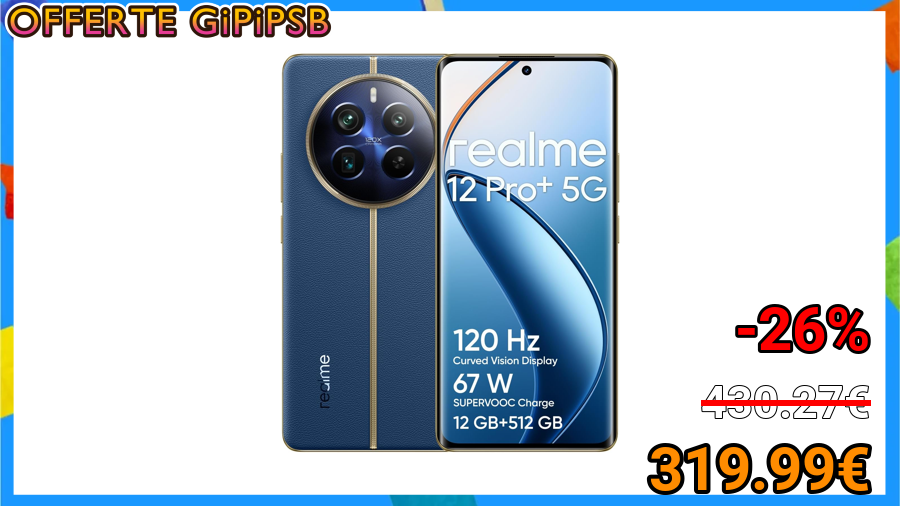 OFFERTE GiPiPSB
120X
realme
12 Pro+ 5G
120 Hz
Curved Vision Display
67 W
SUPERVOOC Charge
12 GB+512 GB
realme
-26%
430.27€
319.99€